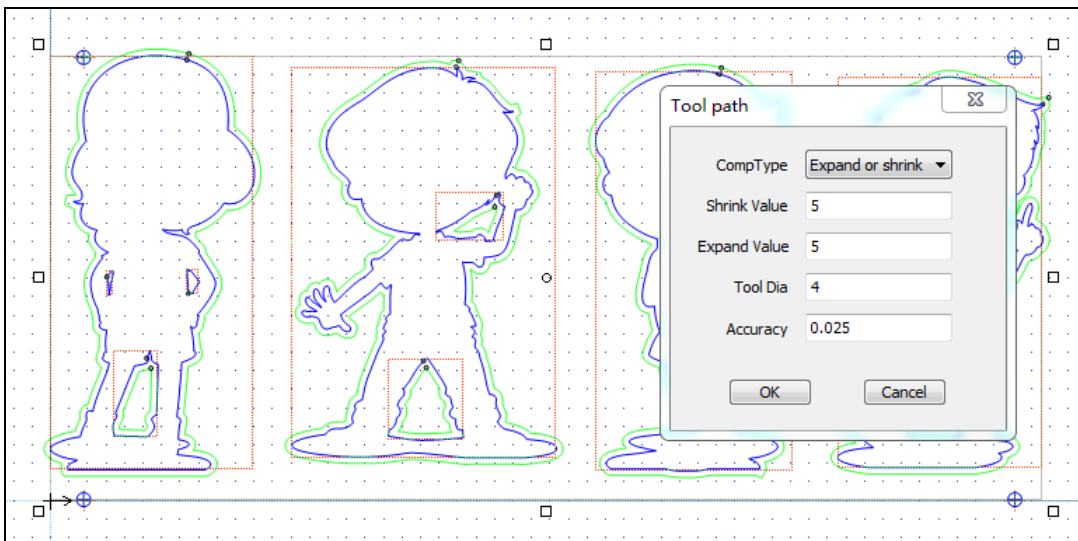 Tool path
CompType Expand or shrink
Shrink Value 5
Expand Value 5
Tool Dia 4
Accuracy 0.025
OK Cancel